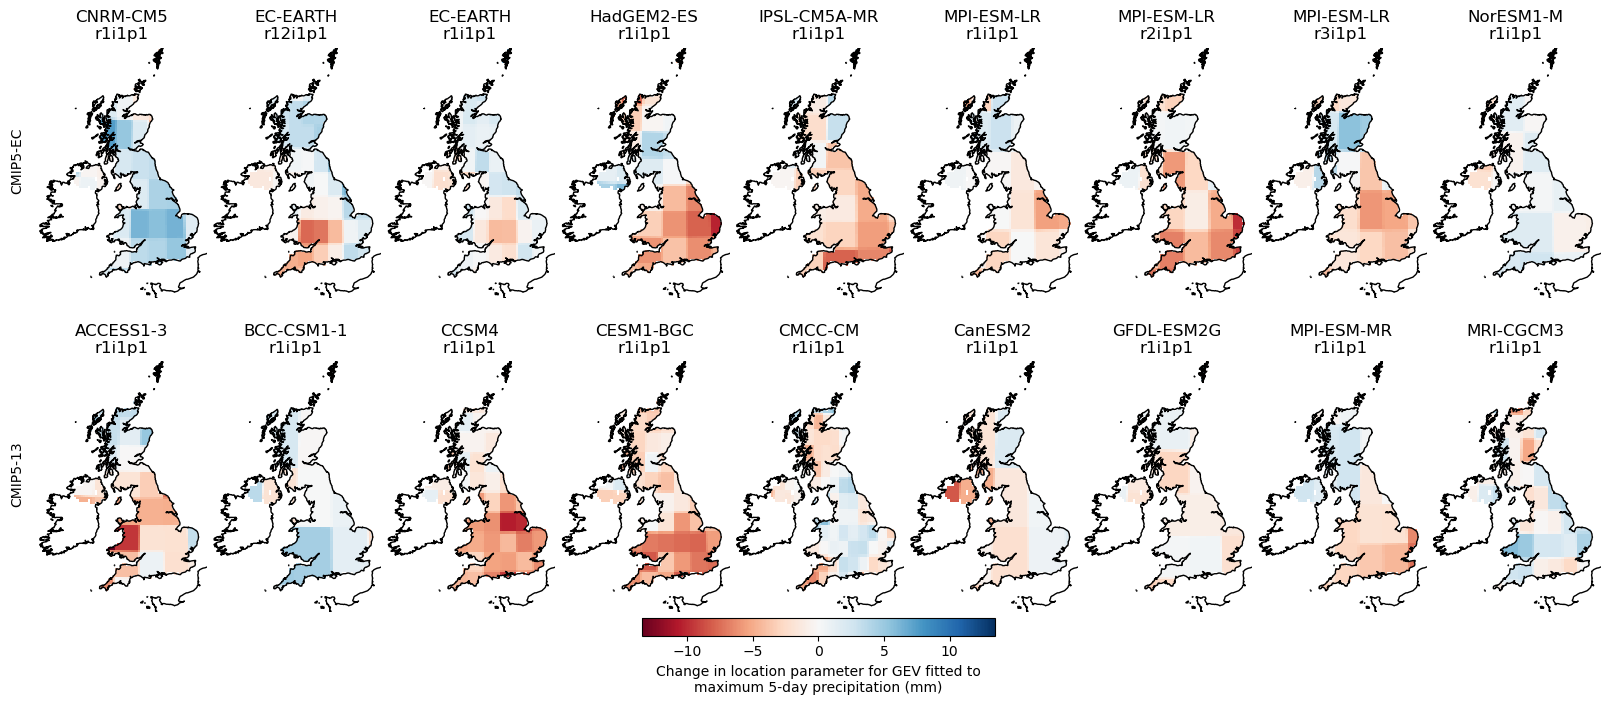 CNRM-CM5
r1i1p1
EC-EARTH
r12i1p1
EC-EARTH
r1i1p1
HadGEM2-ES
r1i1p1
IPSL-CM5A-MR
r1i1p1
MPI-ESM-LR
r1i1p1
MPI-ESM-LR
r2i1p1
MPI-ESM-LR
r3i1p1
NorESM1-M
r1i1p1
CMIP5-EC
ACCESS1-3
r1i1p1
BCC-CSM1-1
r1i1p1
CCSM4
r1i1p1
CESM1-BGC
r1i1p1
CMCC-CM
r1i1p1
CanESM2
r1i1p1
GFDL-ESM2G
r1i1p1
MPI-ESM-MR
r1i1p1
MRI-CGCM3
r1i1p1
CMIP5-13
−10 −5 0 5 10
Change in location parameter for GEV fitted to
maximum 5-day precipitation (mm)